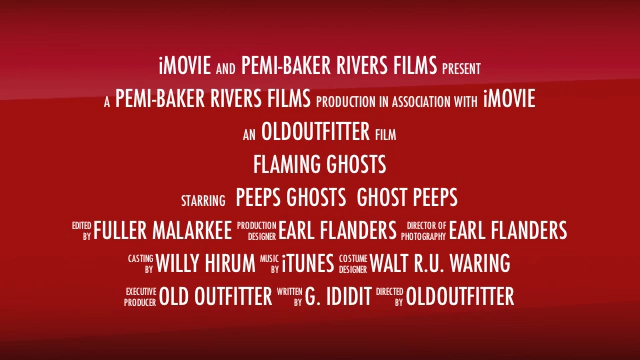 iMOVIE AND PEMI-BAKER RIVERS FILMS PRESENT
A PEMI-BAKER RIVERS FILMS PRODUCTION IN ASSOCIATION WITH iMOVIE
AN OLDOUTFITTER FILM
FLAMING GHOSTS
STARRING PEEPS GHOSTS GHOST PEEPS
EDITED BY FULLER MALARKEE PRODUCTION DESIGNER EARL FLANDERS DIRECTOR OF PHOTOGRAPHY EARL FLANDERS
CASTING BY WILLY HIRUM MUSIC BY iTUNES COSTUME DESIGNER WALT R.U. WARING
EXECUTIVE PRODUCER OLD OUTFITTER WRITTEN BY G. IDIDIT DIRECTED BY OLDOUTFITTER